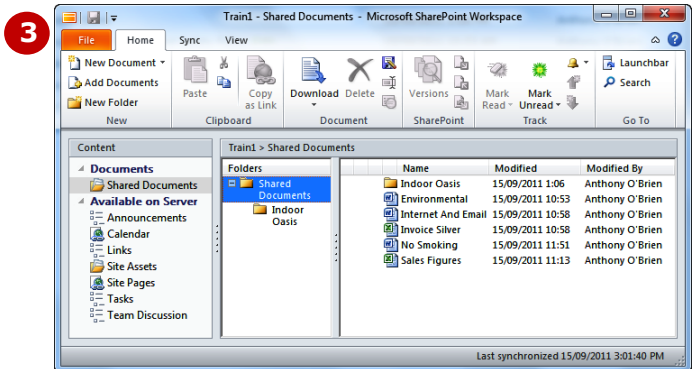 3
Train1 - Shared Documents - Microsoft SharePoint Workspace
File Home Sync View
New Document
Add Documents
New Folder
New
Paste
Copy as Link
Clipboard
Download
Delete
Document
Versions
SharePoint
Mark Read
Mark Unread
Track
Launchbar
Search
Go To
Content
Documents
Shared Documents
Available on Server
Announcements
Calendar
Links
Site Assets
Site Pages
Tasks
Team Discussion
Train1 > Shared Documents
Folders
Shared
Documents
Indoor
Oasis
Name Modified Modified By
Indoor Oasis 15/09/2011 1:06 Anthony O'Brien
Environmental 15/09/2011 10:53 Anthony O'Brien
Internet And Email 15/09/2011 10:58 Anthony O'Brien
Invoice Silver 15/09/2011 10:58 Anthony O'Brien
No Smoking 15/09/2011 11:51 Anthony O'Brien
Sales Figures 15/09/2011 11:13 Anthony O'Brien
Last synchronized 15/09/2011 3:01:40 PM